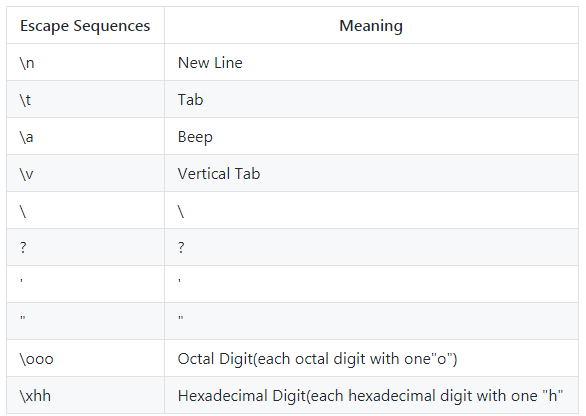 Escape Sequences Meaning
\n New Line
\t Tab
\a Beep
\v Vertical Tab
\ \
? ?
' '
" "
\ooo Octal Digit(each octal digit with one"o")
\xhh Hexadecimal Digit(each hexadecimal digit with one "h"